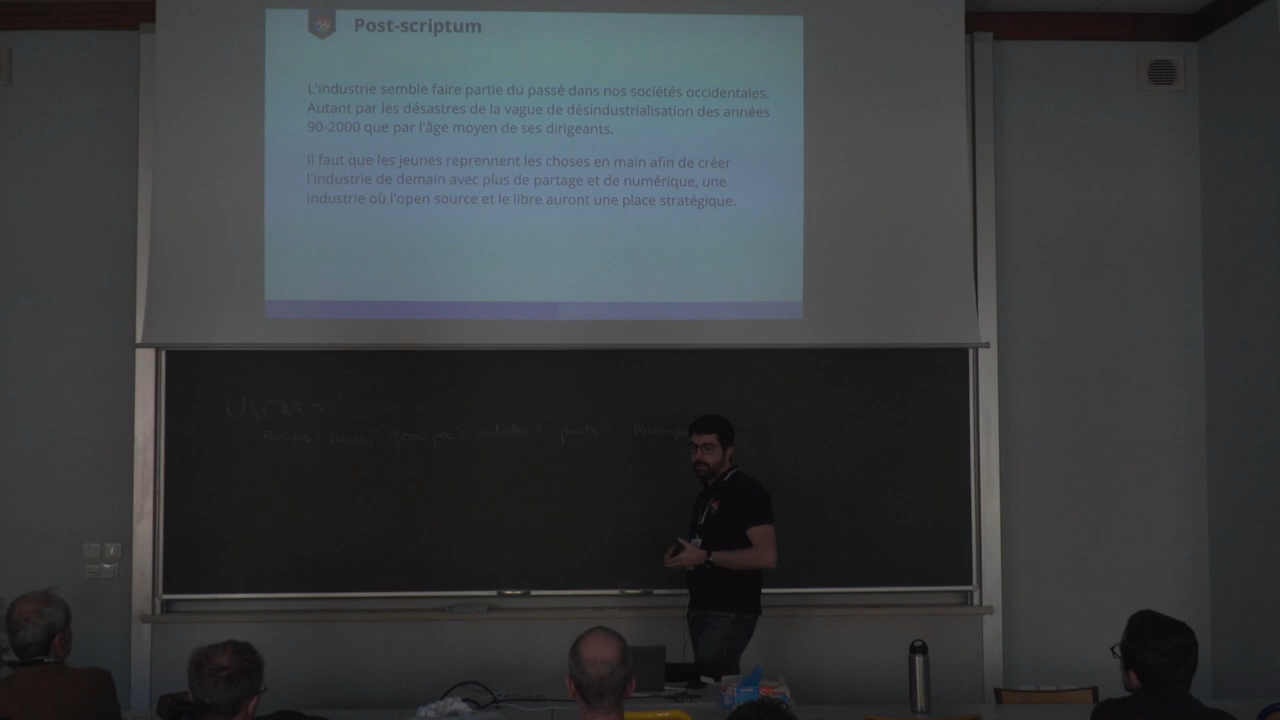 Post-scriptum
L'industrie semble faire partie du passé dans nos sociétés occidentales.
Autant par les désastres de la vague de désindustrialisation des années
90-2000 que par l'âge moyen de ses dirigeants.
Il faut que les jeunes reprennent les choses en main afin de créer
l'industrie de demain avec plus de partage et de numérique, une
industrie où l'open source et le libre auront une place stratégique.
USENET?